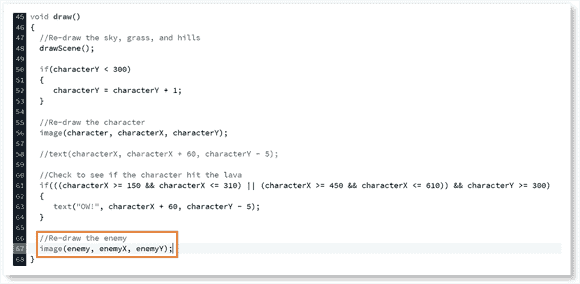 45 void draw()
46 {
47 //Re-draw the sky, grass, and hills
48 drawScene();
49
50 if(characterY < 300)
51 {
52 characterY = characterY + 1;
53 }
54
55 //Re-draw the character
56 image(character, characterX, characterY);
57
58 //text(characterX, characterX + 60, characterY - 5);
59
60 //Check to see if the character hit the lava
61 if(((characterX >= 150 && characterX <= 310) || (characterX >= 450 && characterX <= 610)) && characterY >= 300)
62 {
63 text("OW!", characterX + 60, characterY - 5);
64 }
65
66 //Re-draw the enemy
67 image(enemy, enemyX, enemyY);
68 }